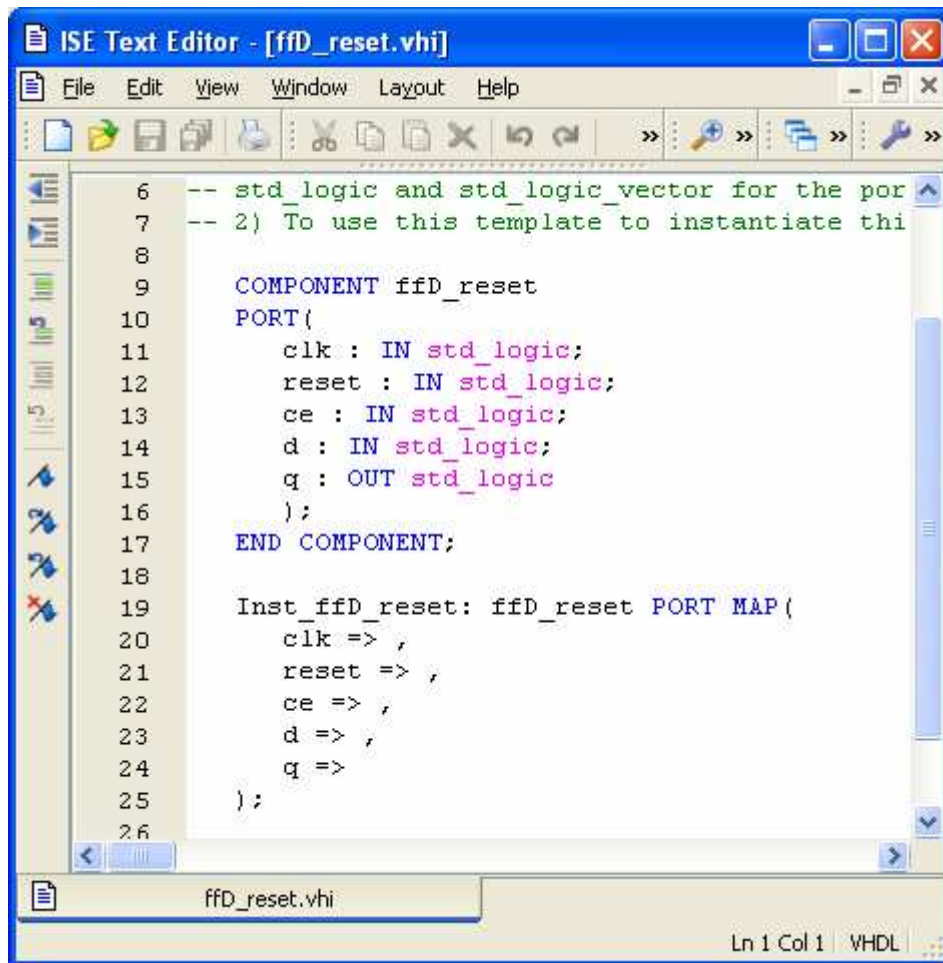 ISE Text Editor - [ffD_reset.vhi]
File Edit View Window Layout Help
6 -- std_logic and std_logic_vector for the por
7 -- 2) To use this template to instantiate thi
8
9 COMPONENT ffD_reset
10 PORT(
11 clk : IN std_logic;
12 reset : IN std_logic;
13 ce : IN std_logic;
14 d : IN std_logic;
15 q : OUT std_logic
16 );
17 END COMPONENT;
18
19 Inst_ffD_reset: ffD_reset PORT MAP(
20 clk => ,
21 reset => ,
22 ce => ,
23 d => ,
24 q =>
25 );
26
ffD_reset.vhi
Ln 1 Col 1 VHDL